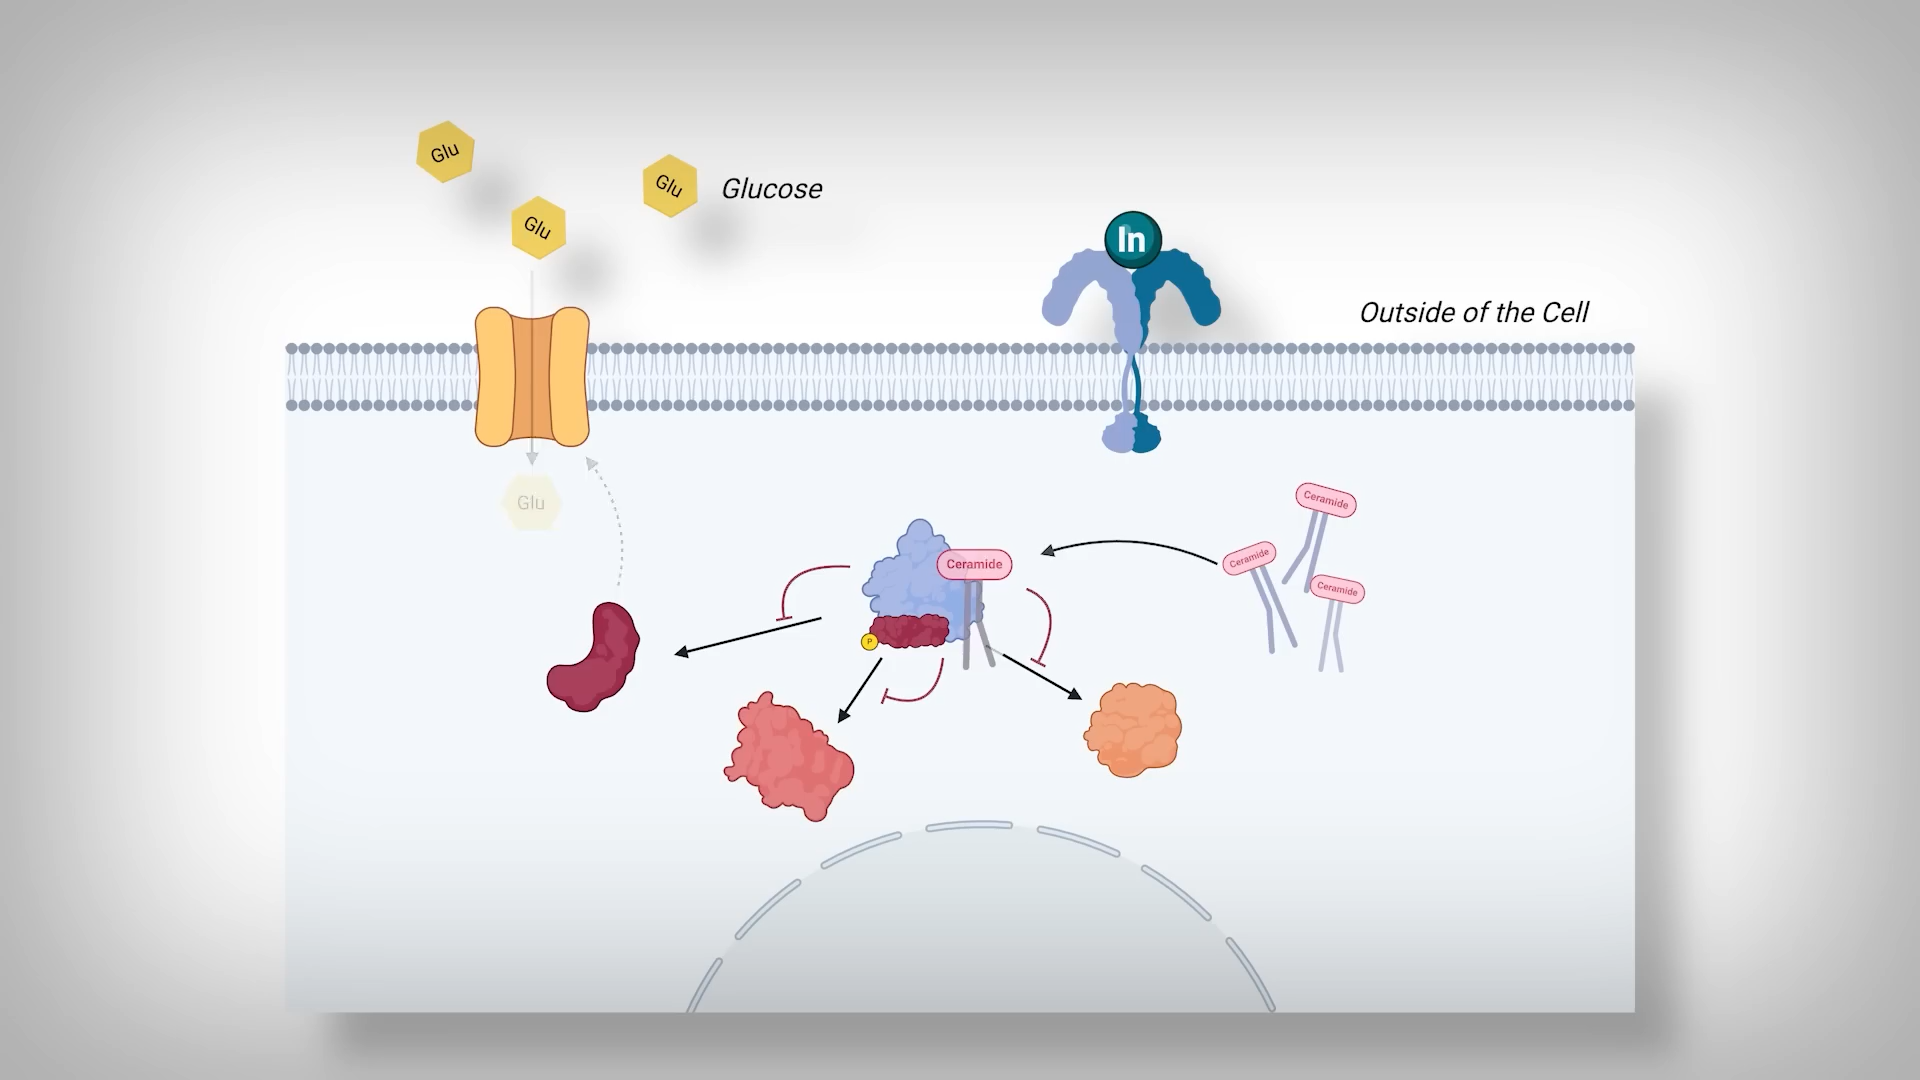 Glu
Glu
Glucose
Glu
In
Outside of the Cell
Glu
Ceramide
Ceramide
Ceramide
Ceramide
P